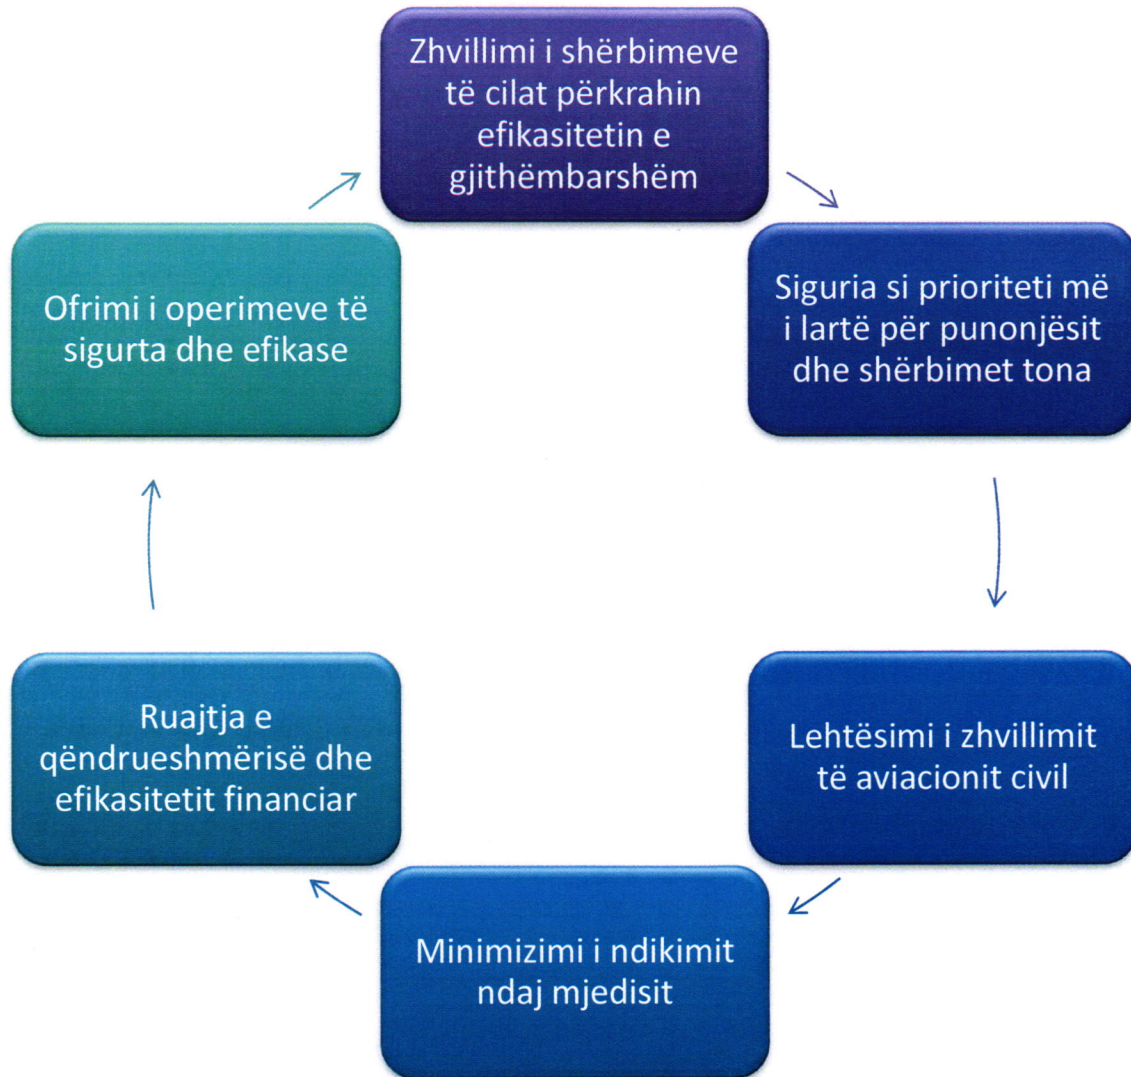 Zhvillimi i shërbimeve
të cilat përkrahin
efikasitetin e
gjithëmbarshëm
Siguria si prioriteti më
i lartë për punonjësit
dhe shërbimet tona
Lehtësimi i zhvillimit
të aviacionit civil
Minimizimi i ndikimit
ndaj mjedisit
Ruajtja e
qëndrueshmërisë dhe
efikasitetit financiar
Ofrimi i operimeve të
sigurta dhe efikase